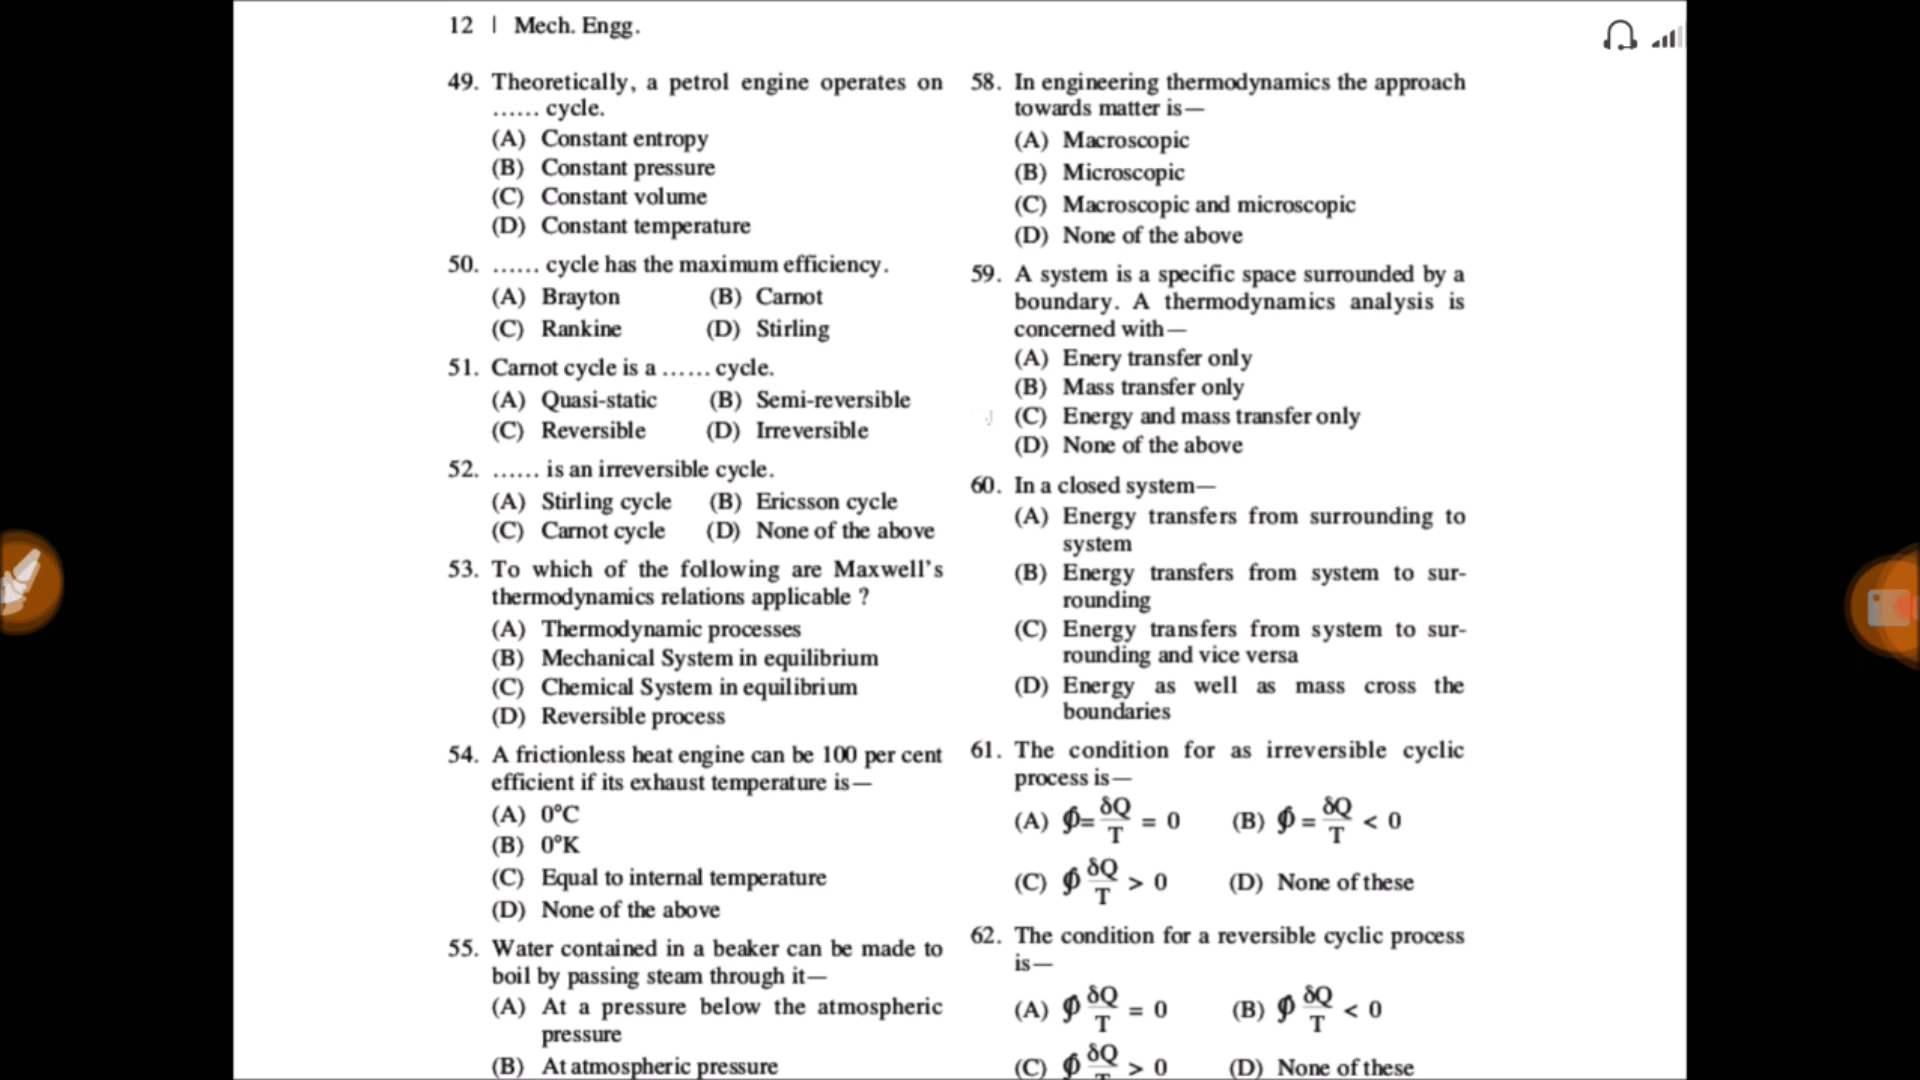 12 | Mech. Engg.
49. Theoretically, a petrol engine operates on
...... cycle.
(A) Constant entropy
(B) Constant pressure
(C) Constant volume
(D) Constant temperature
50. ...... cycle has the maximum efficiency.
(A) Brayton (B) Carnot
(C) Rankine (D) Stirling
51. Carnot cycle is a ...... cycle.
(A) Quasi-static (B) Semi-reversible
(C) Reversible (D) Irreversible
52. ...... is an irreversible cycle.
(A) Stirling cycle (B) Ericsson cycle
(C) Carnot cycle (D) None of the above
53. To which of the following are Maxwell's
thermodynamics relations applicable ?
(A) Thermodynamic processes
(B) Mechanical System in equilibrium
(C) Chemical System in equilibrium
(D) Reversible process
54. A frictionless heat engine can be 100 per cent
efficient if its exhaust temperature is—
(A) 0°C
(B) 0°K
(C) Equal to internal temperature
(D) None of the above
55. Water contained in a beaker can be made to
boil by passing steam through it—
(A) At a pressure below the atmospheric
pressure
(B) At atmospheric pressure
58. In engineering thermodynamics the approach
towards matter is—
(A) Macroscopic
(B) Microscopic
(C) Macroscopic and microscopic
(D) None of the above
59. A system is a specific space surrounded by a
boundary. A thermodynamics analysis is
concerned with—
(A) Enery transfer only
(B) Mass transfer only
(C) Energy and mass transfer only
(D) None of the above
60. In a closed system—
(A) Energy transfers from surrounding to
system
(B) Energy transfers from system to sur-
rounding
(C) Energy transfers from system to sur-
rounding and vice versa
(D) Energy as well as mass cross the
boundaries
61. The condition for as irreversible cyclic
process is—
(A) ∮= δQ/T = 0 (B) ∮ = δQ/T < 0
(C) ∮ δQ/T > 0 (D) None of these
62. The condition for a reversible cyclic process
is—
(A) ∮ δQ/T = 0 (B) ∮ δQ/T < 0
(C) ∮ δQ/T > 0 (D) None of these